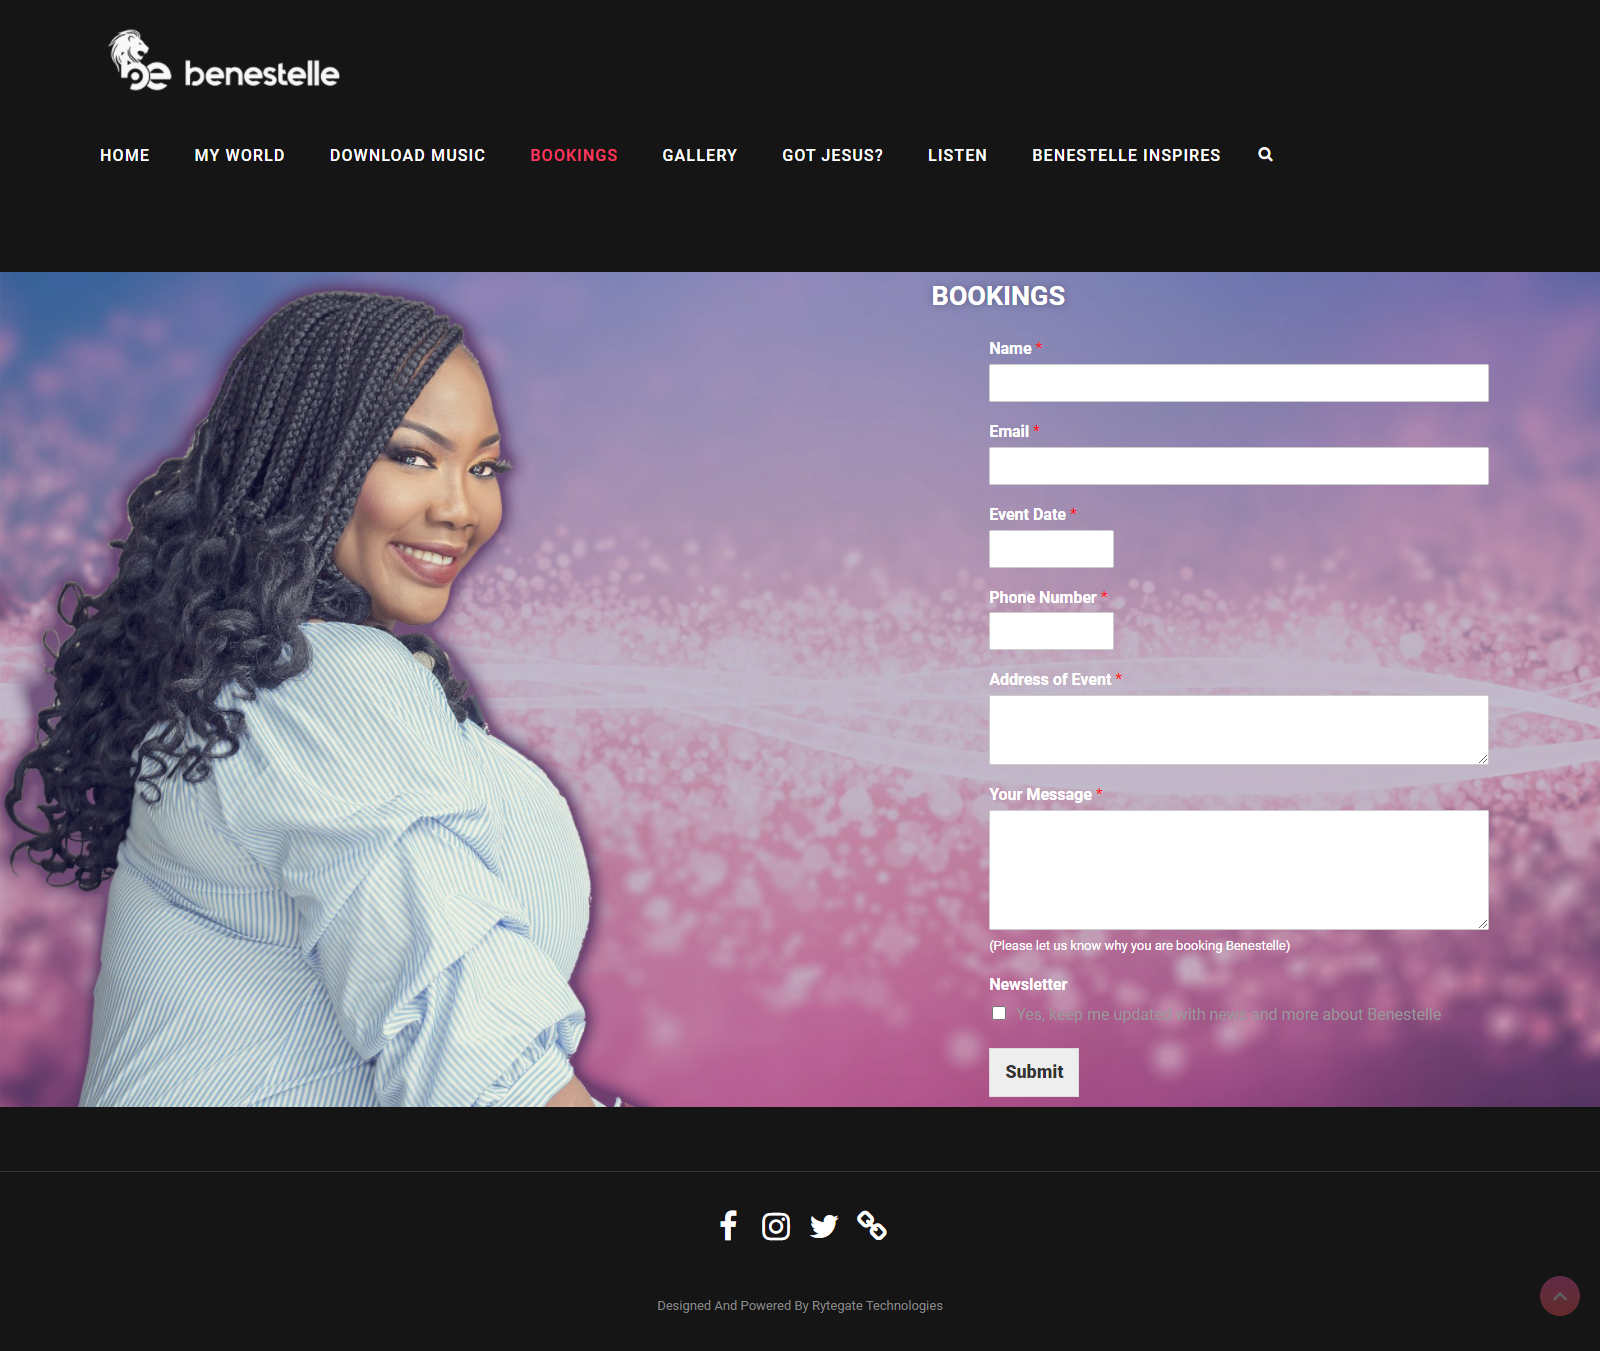 be benestelle
HOME MY WORLD DOWNLOAD MUSIC BOOKINGS GALLERY GOT JESUS? LISTEN BENESTELLE INSPIRES
BOOKINGS
Name *
Email *
Event Date *
Phone Number *
Address of Event *
Your Message *
(Please let us know why you are booking Benestelle)
Newsletter
Yes, keep me updated with news and more about Benestelle
Submit
Designed And Powered By Rytegate Technologies